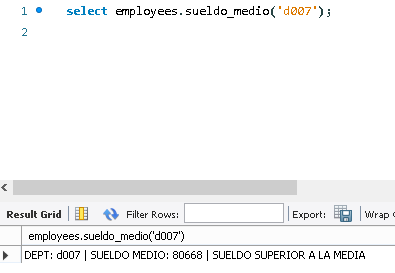 1 select employees.sueldo_medio('d007');
2
Result Grid Filter Rows: Export: Wrap C
employees.sueldo_medio('d007')
DEPT: d007 | SUELDO MEDIO: 80668 | SUELDO SUPERIOR A LA MEDIA